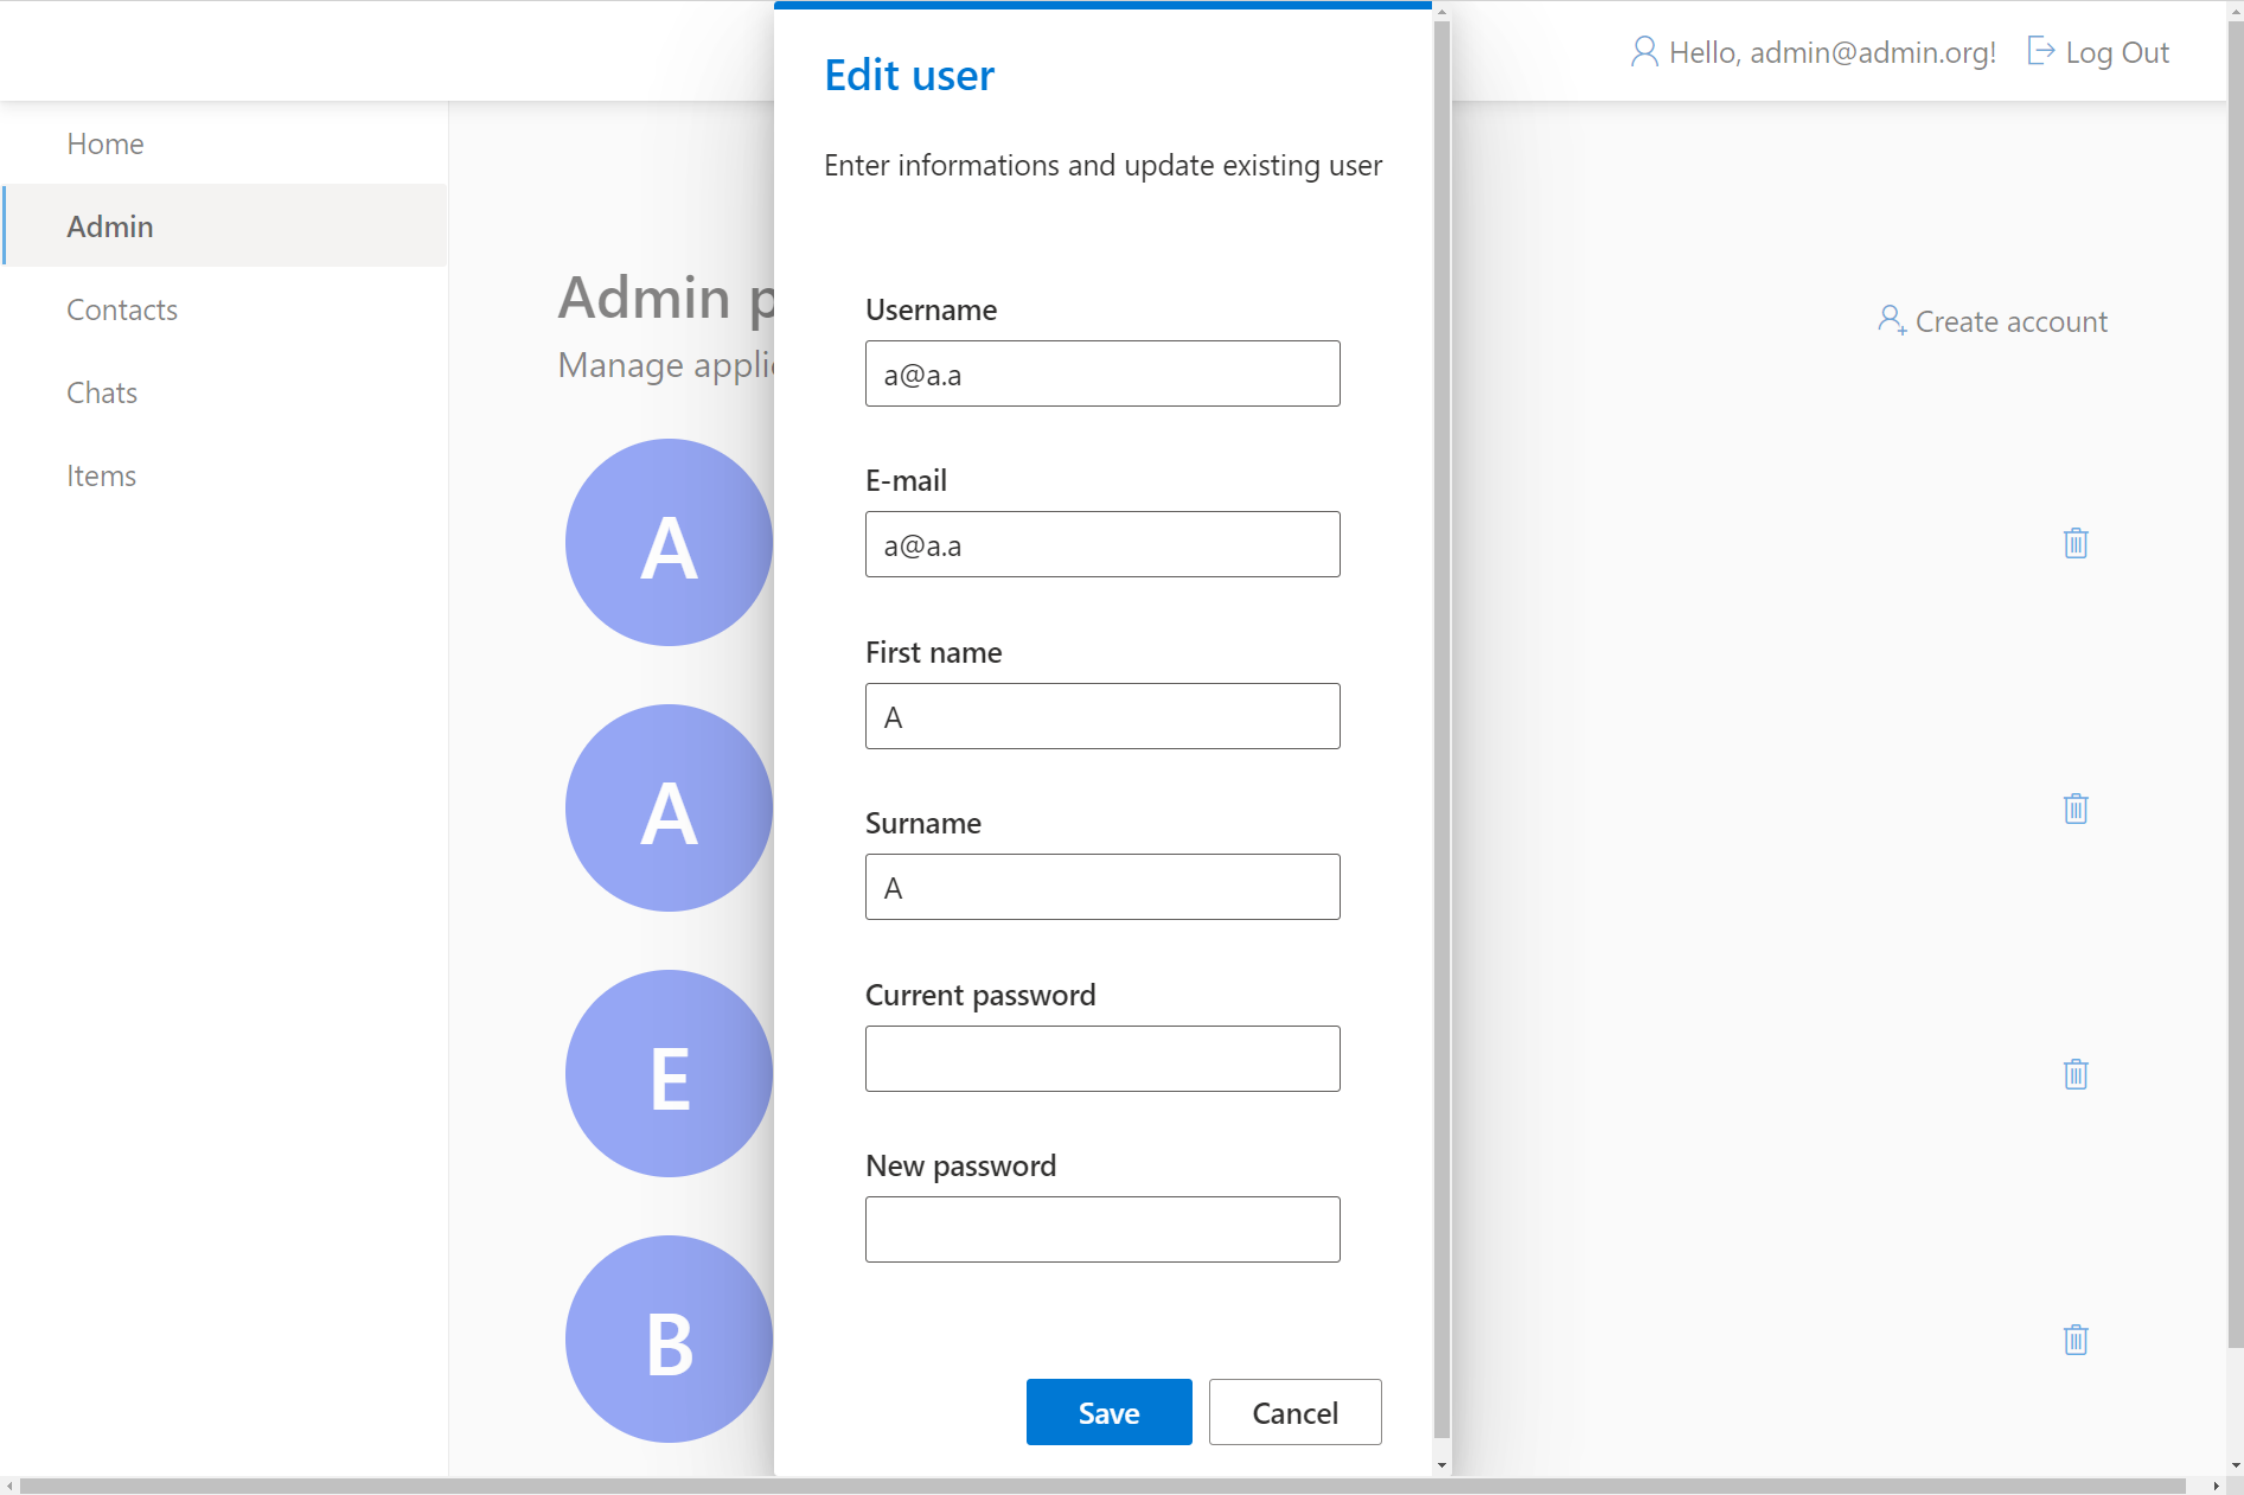 Hello, admin@admin.org!
Log Out
Home
Admin
Contacts
Chats
Items
Admin p
Manage appli
Create account
A
A
E
B
Edit user
Enter informations and update existing user
Username
a@a.a
E-mail
a@a.a
First name
A
Surname
A
Current password
New password
Save
Cancel